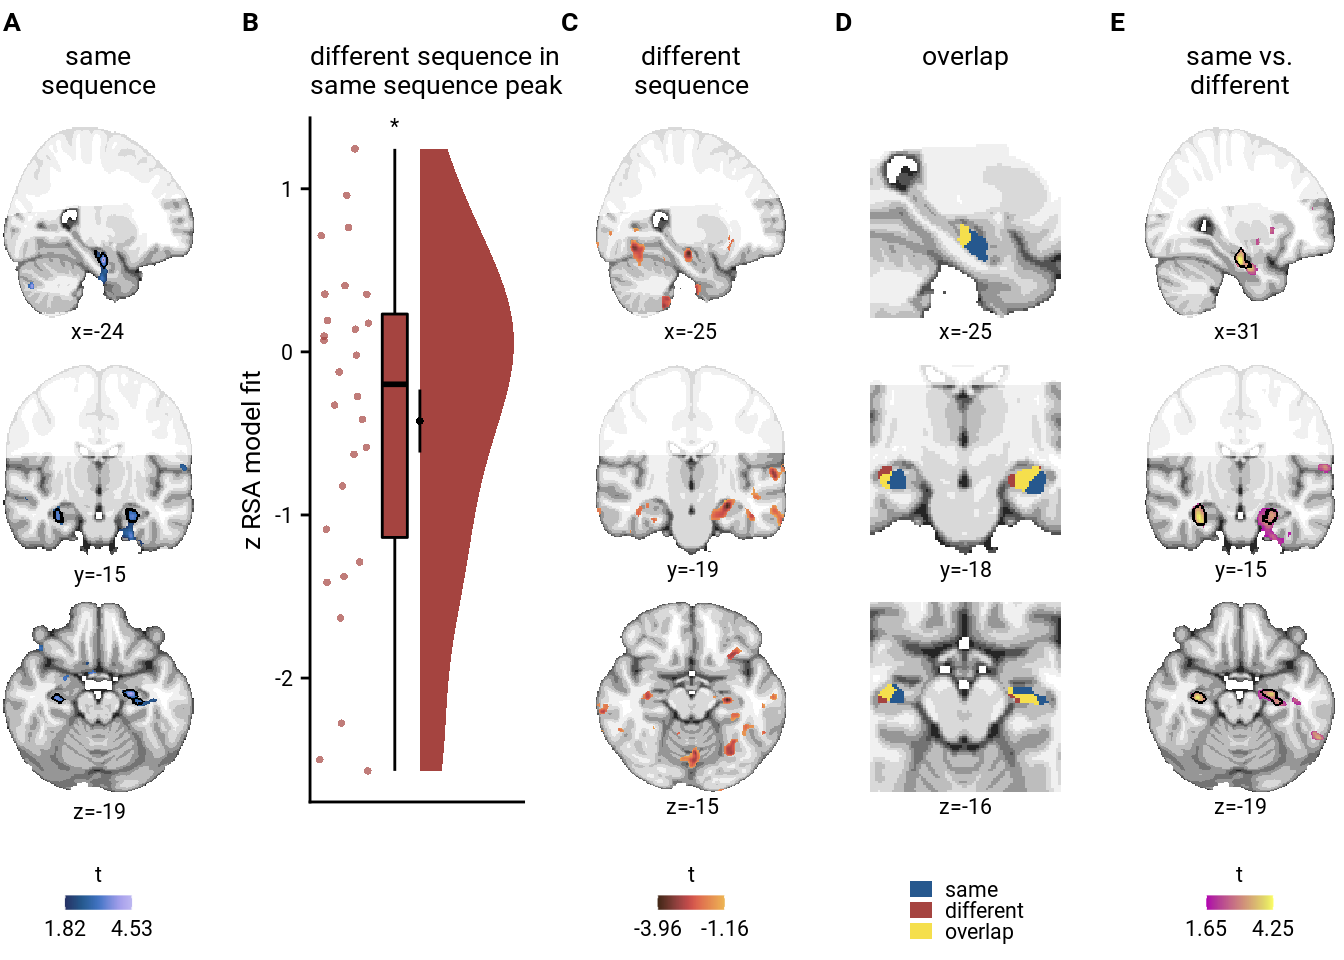 A
same
sequence
x=-24
y=-15
z=-19
t
1.82 4.53
B
different sequence in
same sequence peak
*
z RSA model fit
1
0
-1
-2
C
different
sequence
x=-25
y=-19
z=-15
t
-3.96 -1.16
D
overlap
x=-25
y=-18
z=-16
same
different
overlap
E
same vs.
different
x=31
y=-15
z=-19
t
1.65 4.25